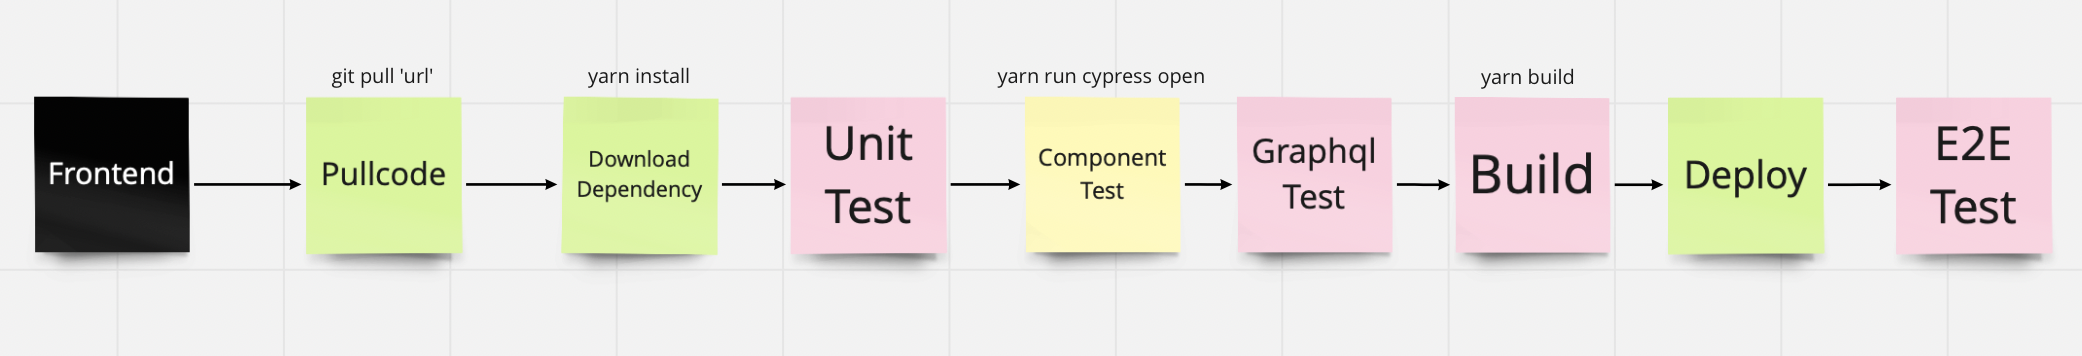 git pull 'url'
yarn install
yarn run cypress open
yarn build
Frontend
Pullcode
Download
Dependency
Unit
Test
Component
Test
Graphql
Test
Build
Deploy
E2E
Test